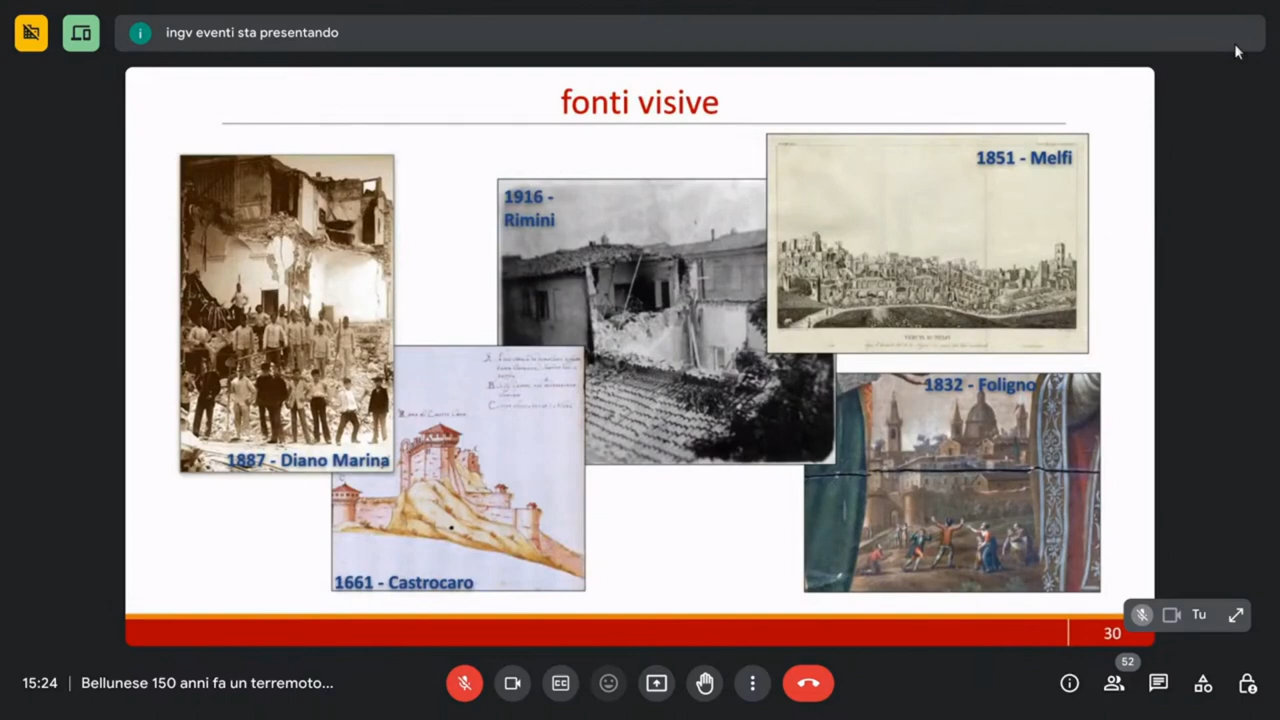 ingv eventi sta presentando
fonti visive
1851 - Melfi
1916 -
Rimini
1832 - Foligno
1887 - Diano Marina
A
B
C
1661 - Castrocaro
Tu
30
52
15:24 | Bellunese 150 anni fa un terremoto...